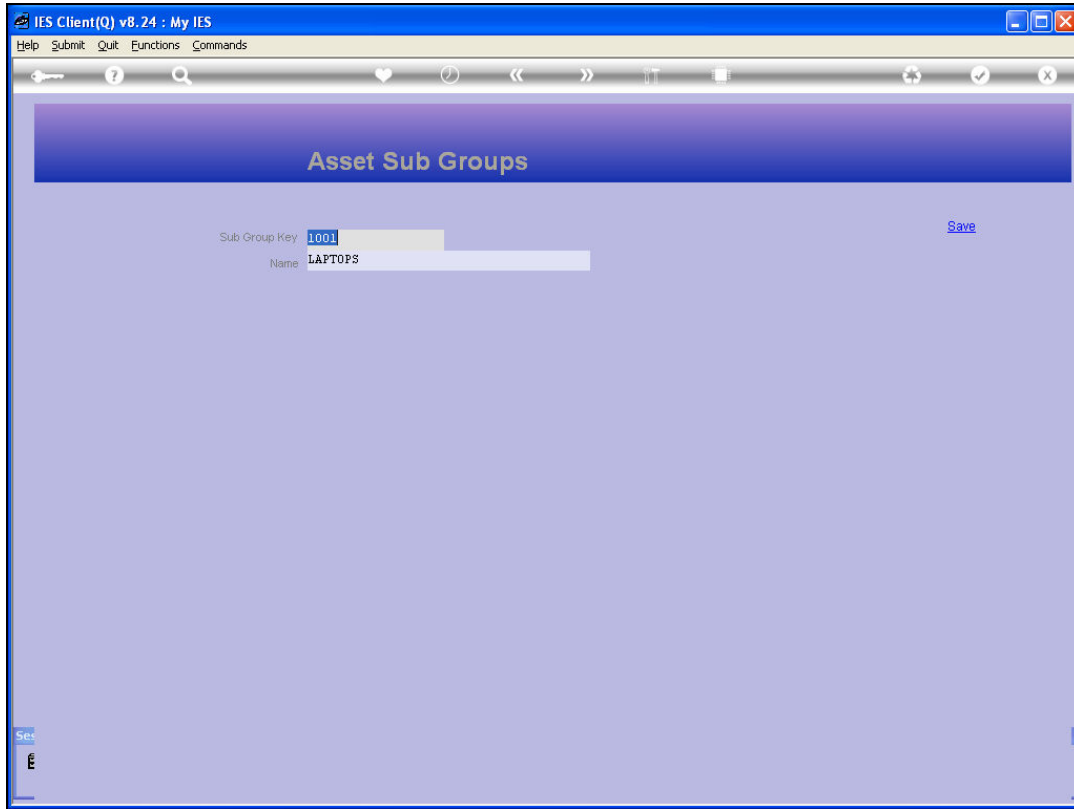 IES Client(Q) v8.24 : My IES
Help Submit Quit Functions Commands
Asset Sub Groups
Save
Sub Group Key 1001
Name LAPTOPS
Ses